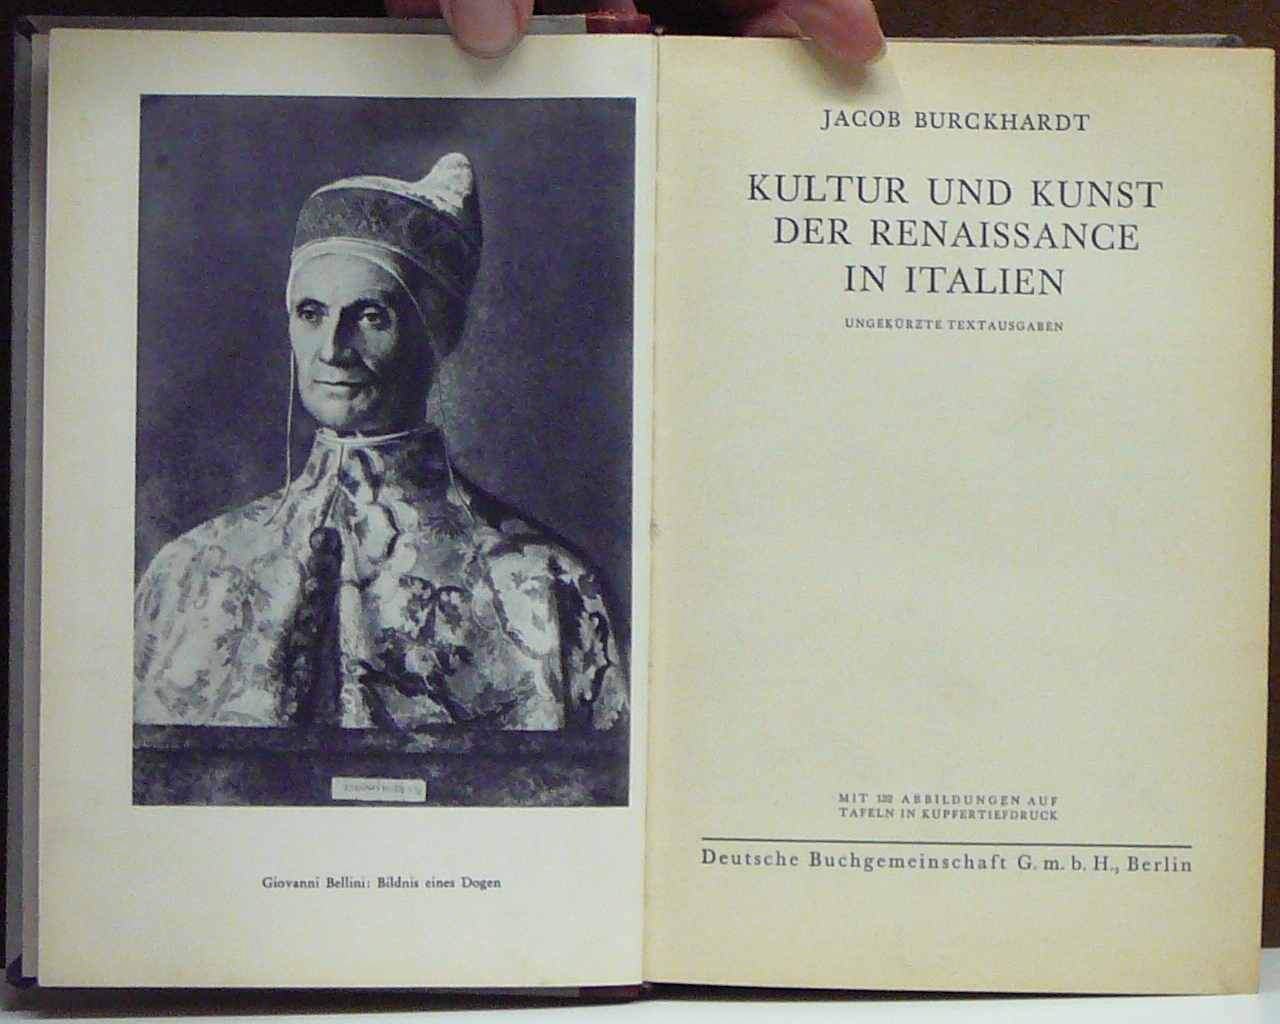 Giovanni Bellini: Bildnis eines Dogen
JACOB BURCKHARDT
KULTUR UND KUNST
DER RENAISSANCE
IN ITALIEN
UNGEKÜRZTE TEXTAUSGABEN
MIT 132 ABBILDUNGEN AUF
TAFELN IN KUPFERTIEFDRUCK
Deutsche Buchgemeinschaft G. m. b. H., Berlin